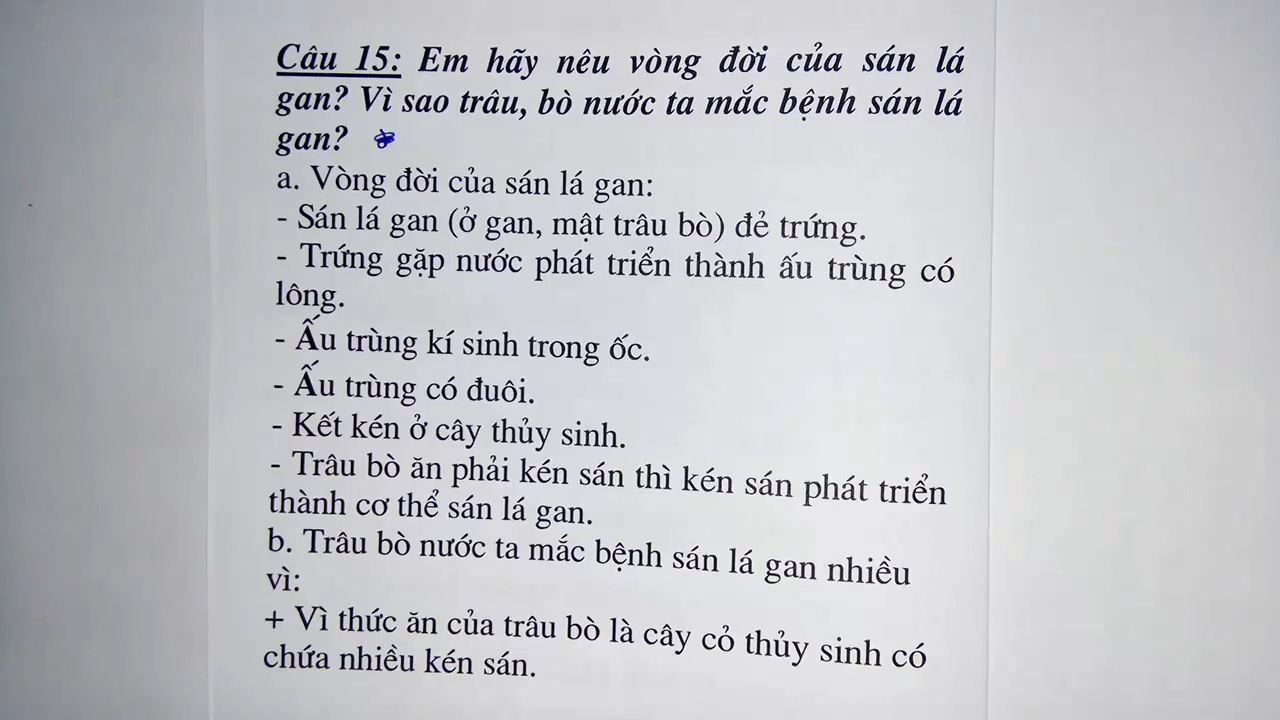 Câu 15: Em hãy nêu vòng đời của sán lá
gan? Vì sao trâu, bò nước ta mắc bệnh sán lá
gan?
a. Vòng đời của sán lá gan:
- Sán lá gan (ở gan, mật trâu bò) đẻ trứng.
- Trứng gặp nước phát triển thành ấu trùng có
lông.
- Ấu trùng kí sinh trong ốc.
- Ấu trùng có đuôi.
- Kết kén ở cây thủy sinh.
- Trâu bò ăn phải kén sán thì kén sán phát triển
thành cơ thể sán lá gan.
b. Trâu bò nước ta mắc bệnh sán lá gan nhiều
vì:
+ Vì thức ăn của trâu bò là cây cỏ thủy sinh có
chứa nhiều kén sán.